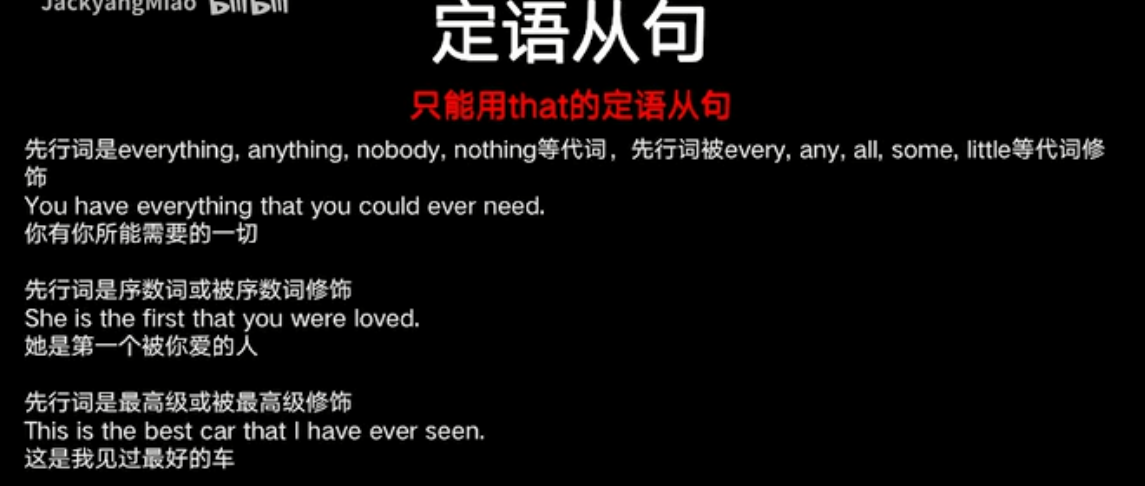 JackyangMiao bilibili
定语从句
只能用that的定语从句
先行词是everything, anything, nobody, nothing等代词，先行词被every, any, all, some, little等代词修
饰
You have everything that you could ever need.
你有你所能需要的一切
先行词是序数词或被序数词修饰
She is the first that you were loved.
她是第一个被你爱的人
先行词是最高级或被最高级修饰
This is the best car that I have ever seen.
这是我见过最好的车